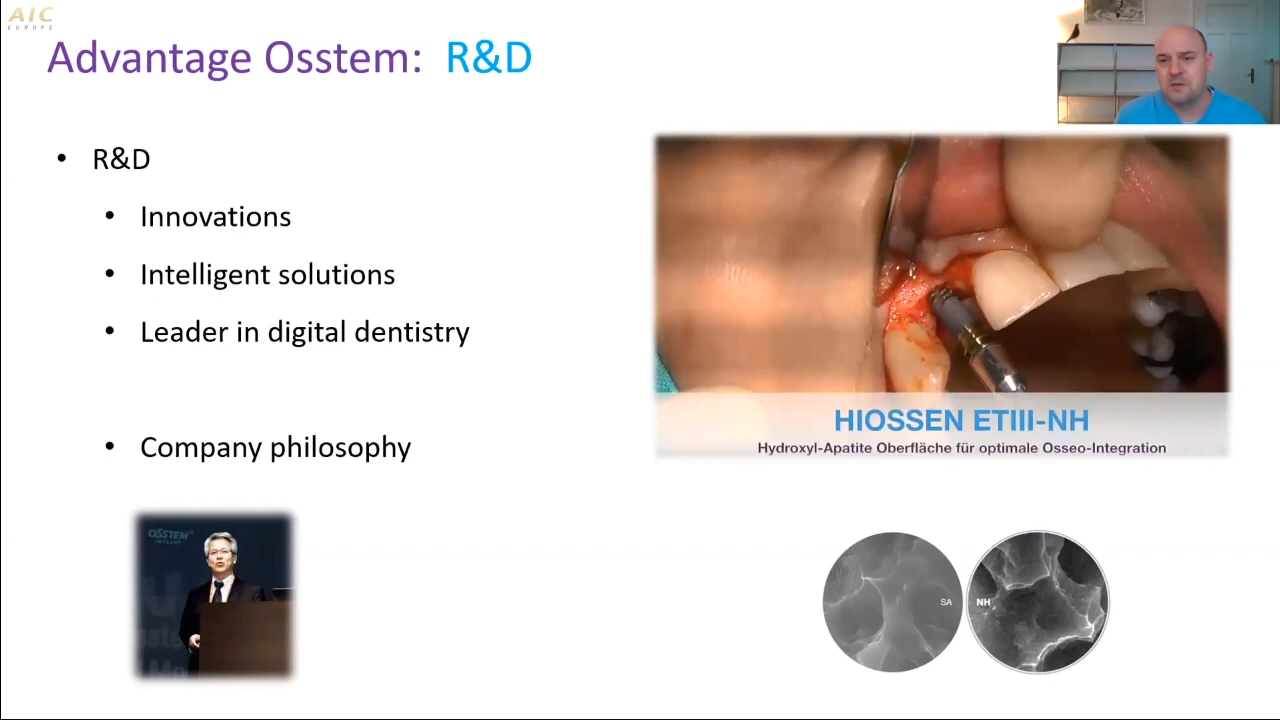 AIC
EUROPE
Advantage Osstem: R&D
• R&D
• Innovations
• Intelligent solutions
• Leader in digital dentistry
• Company philosophy
HIOSSEN ETIII-NH
Hydroxyl-Apatite Oberfläche für optimale Osseo-Integration
OSSTEM
IMPLANT
SA
NH